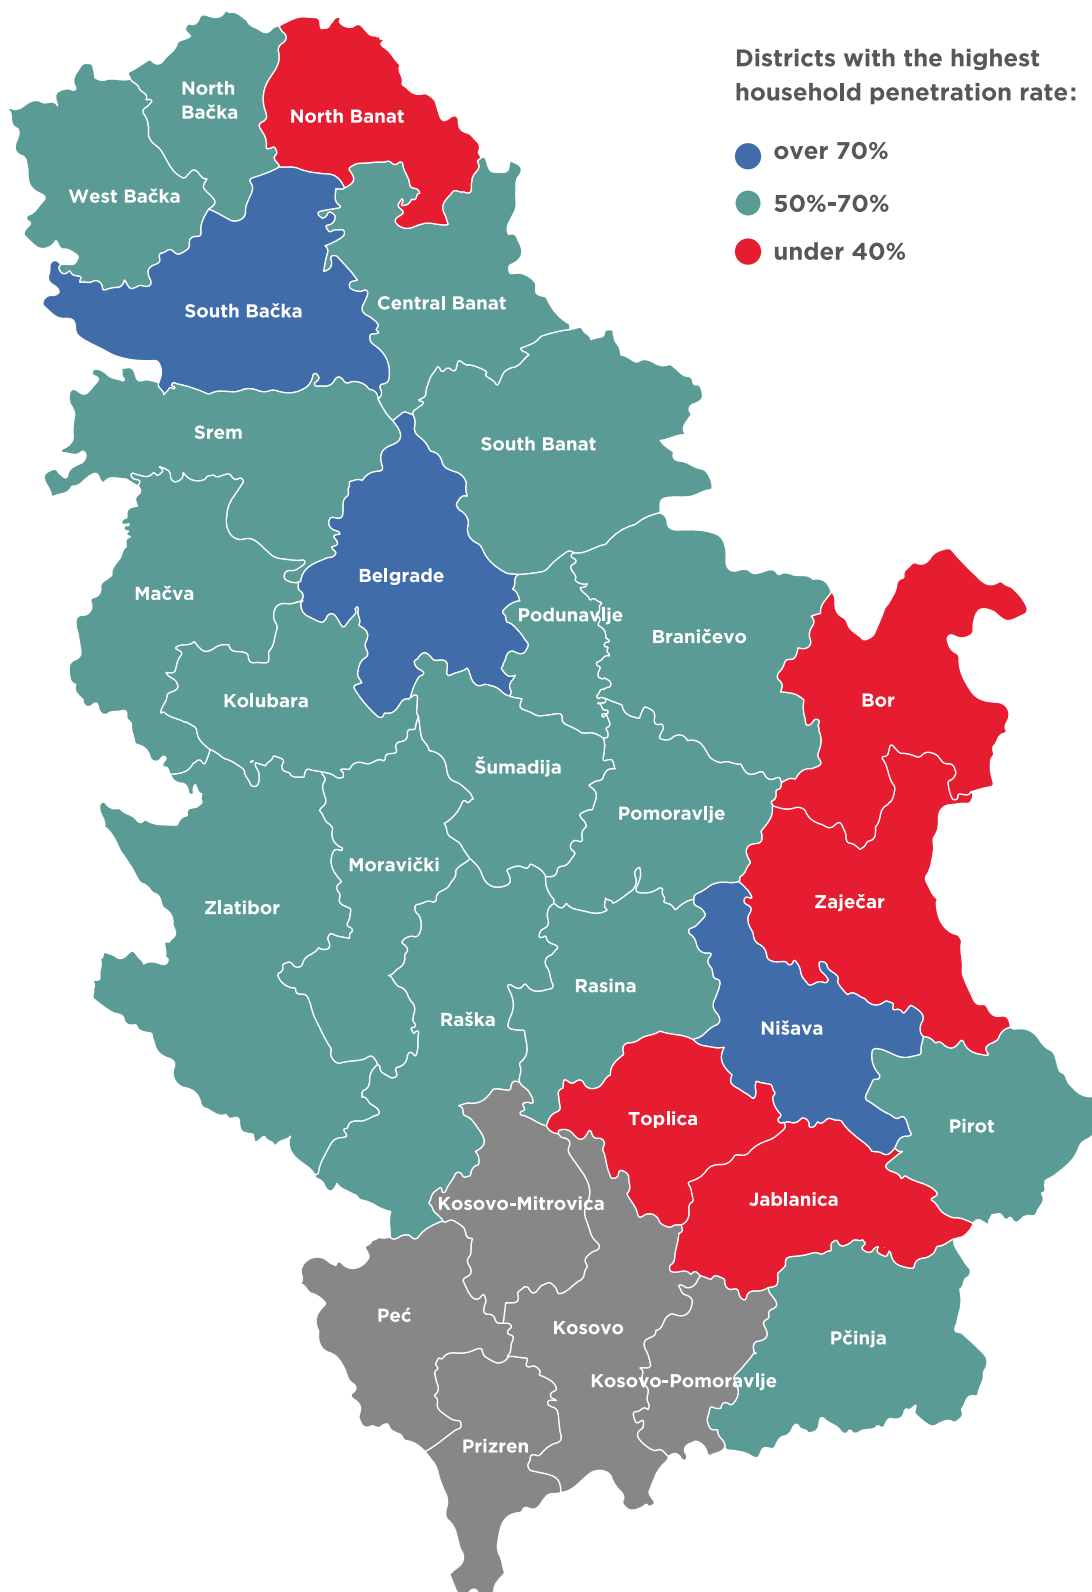 Districts with the highest
household penetration rate:
over 70%
50%-70%
under 40%
North
Bačka
North Banat
West Bačka
South Bačka
Central Banat
Srem
South Banat
Belgrade
Mačva
Podunavlje
Braničevo
Kolubara
Bor
Šumadija
Pomoravlje
Moravički
Zlatibor
Zaječar
Rasina
Raška
Nišava
Toplica
Pirot
Jablanica
Kosovo-Mitrovica
Peć
Kosovo
Pčinja
Kosovo-Pomoravlje
Prizren